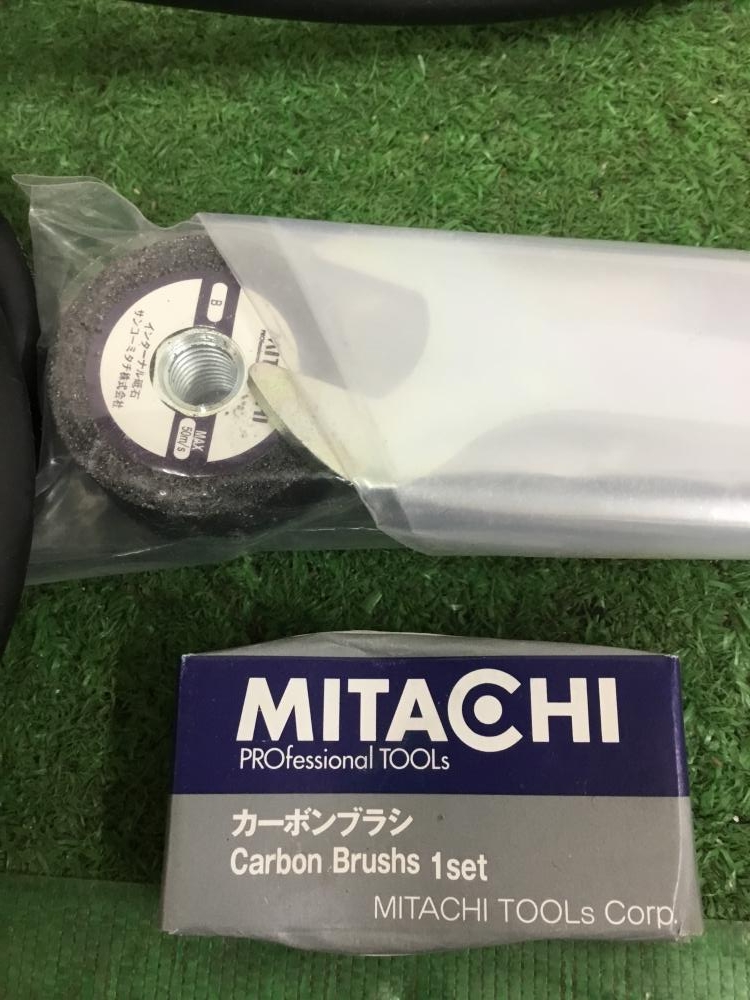 B
インターナル砥石
サンコーミタチ株式会社
MAX
50m/s
MITACHI
PROfessional TOOLs
カーボンブラシ
Carbon Brushs 1set
MITACHI TOOLs Corp.